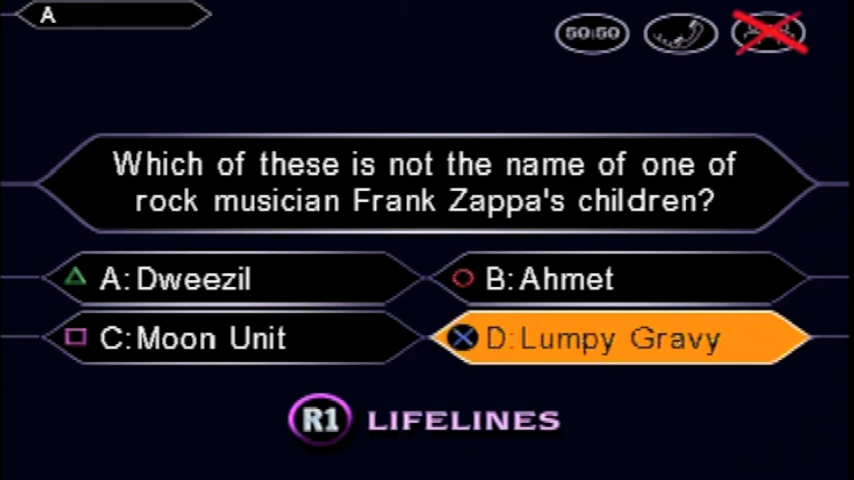 A
50:50
Which of these is not the name of one of
rock musician Frank Zappa's children?
A: Dweezil
B: Ahmet
C: Moon Unit
D: Lumpy Gravy
R1 LIFELINES